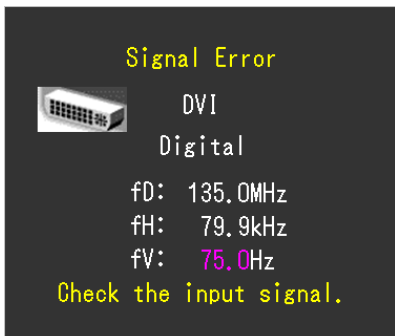 Signal Error
DVI
Digital
fD: 135.0MHz
fH: 79.9kHz
fV: 75.0Hz
Check the input signal.